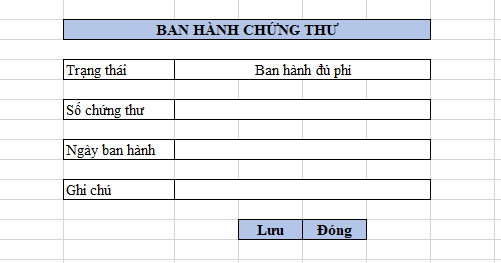 BAN HÀNH CHỨNG THƯ
Trạng thái Ban hành đủ phí
Số chứng thư
Ngày ban hành
Ghi chú
Lưu Đóng